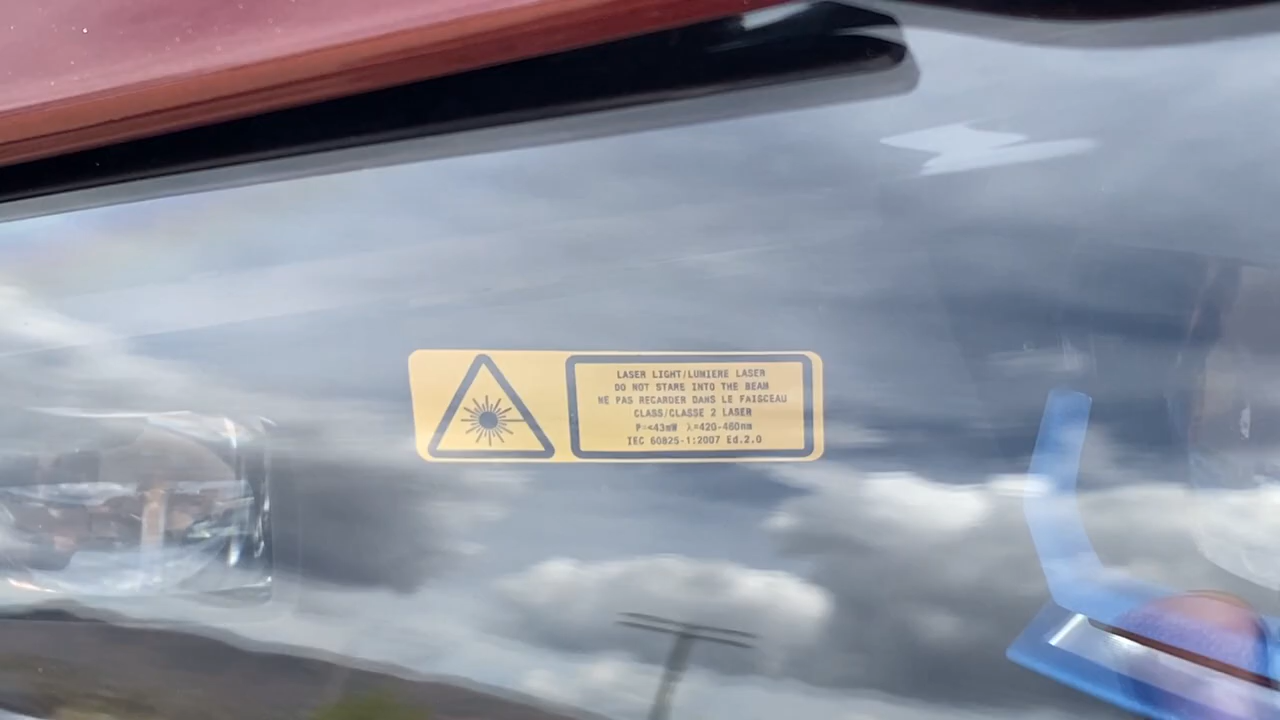 LASER LIGHT/LUMIERE LASER
DO NOT STARE INTO THE BEAM
NE PAS RECARDER DANS LE FAISCEAU
CLASS/CLASSE 2 LASER
P=<43mW λ=420-460nm
IEC 60825-1:2007 Ed.2.0